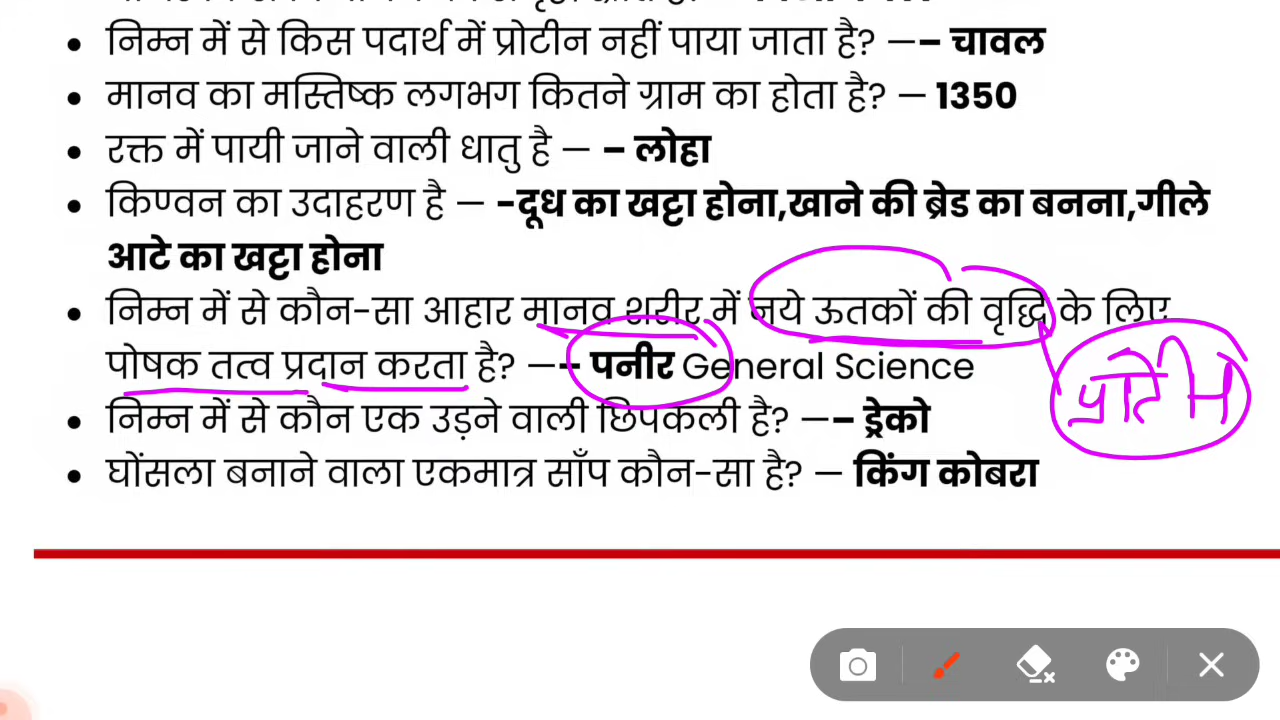 • निम्न में से किस पदार्थ में प्रोटीन नहीं पाया जाता है? —– चावल
• मानव का मस्तिष्क लगभग कितने ग्राम का होता है? — 1350
• रक्त में पायी जाने वाली धातु है — – लोहा
• किण्वन का उदाहरण है — -दूध का खट्टा होना,खाने की ब्रेड का बनना,गीले
आटे का खट्टा होना
• निम्न में से कौन-सा आहार मानव शरीर में नये ऊतकों की वृद्धि के लिए
पोषक तत्व प्रदान करता है? —– पनीर General Science
• निम्न में से कौन एक उड़ने वाली छिपकली है? —– ड्रेको
• घोंसला बनाने वाला एकमात्र साँप कौन-सा है? — किंग कोबरा